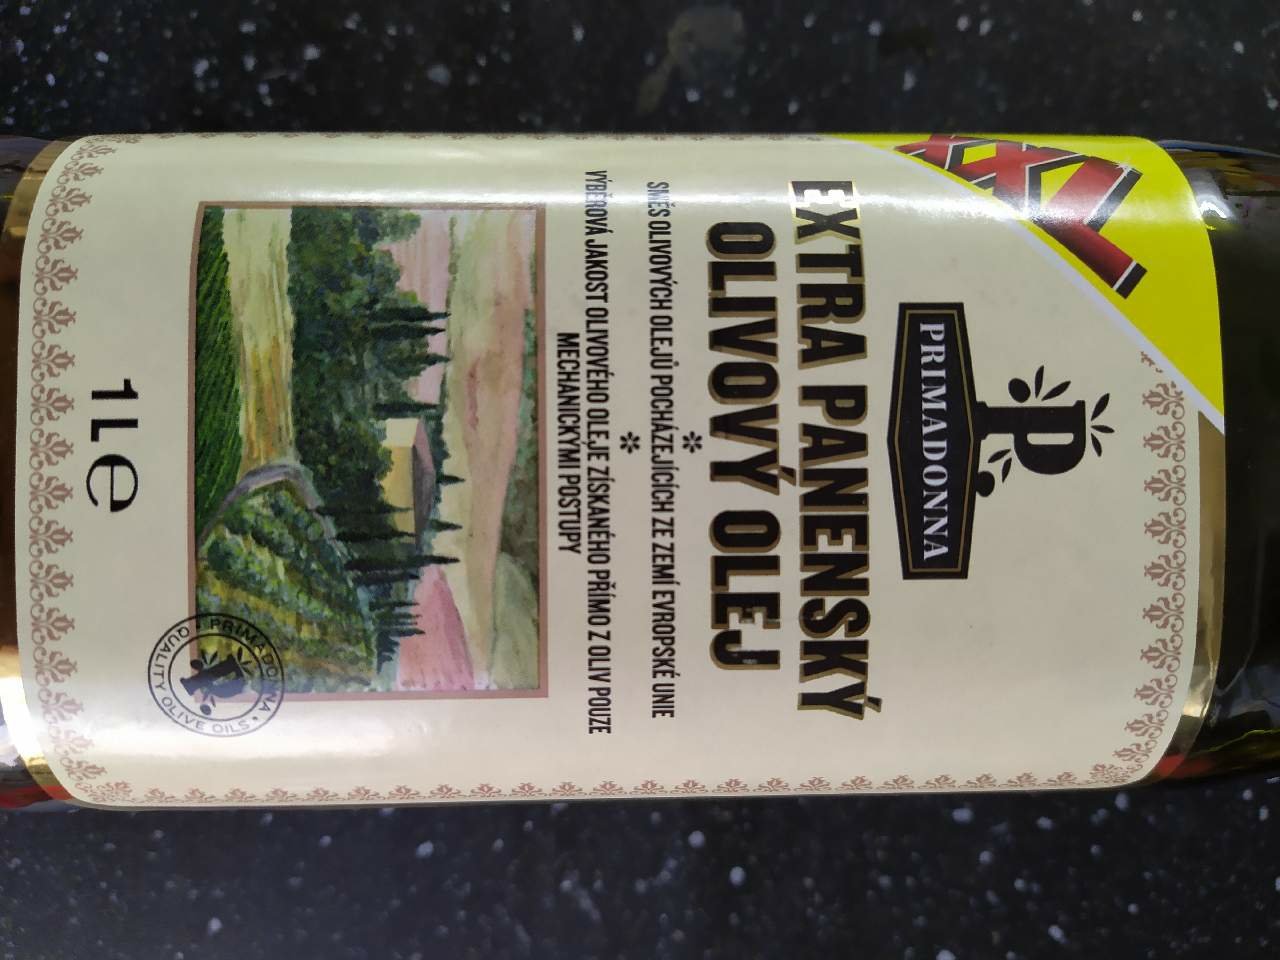 XXL
P
PRIMADONNA
EXTRA PANENSKÝ
OLIVOVÝ OLEJ
SMĚS OLIVOVÝCH OLEJŮ POCHÁZEJÍCÍCH ZE ZEMÍ EVROPSKÉ UNIE
VÝBĚROVÁ JAKOST OLIVOVÉHO OLEJE ZÍSKANÉHO PŘÍMO Z OLIV POUZE
MECHANICKÝMI POSTUPY
PRIMADONNA • QUALITY OLIVE OILS •
1 L e